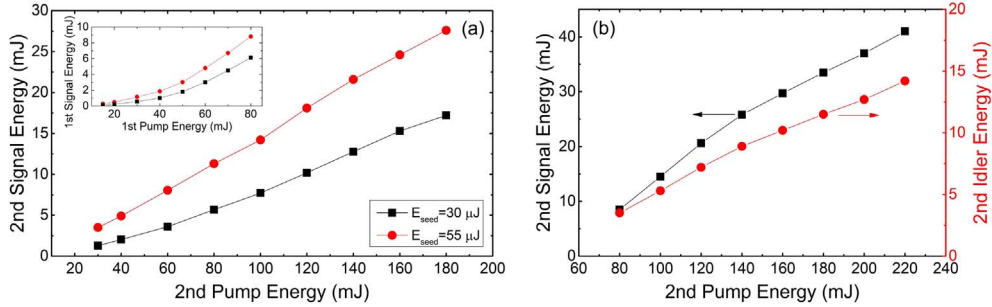 30
25
20
15
10
5
0
2nd Signal Energy (mJ)
20 40 60 80 100 120 140 160 180 200
2nd Pump Energy (mJ)
(a)
10
8
6
4
2
0
1st Signal Energy (mJ)
20 30 40 50 60 70 80
1st Pump Energy (mJ)
E_seed=30 μJ
E_seed=55 μJ
(b)
40
30
20
10
0
2nd Signal Energy (mJ)
60 80 100 120 140 160 180 200 220 240
2nd Pump Energy (mJ)
20
15
10
5
0
2nd Idler Energy (mJ)